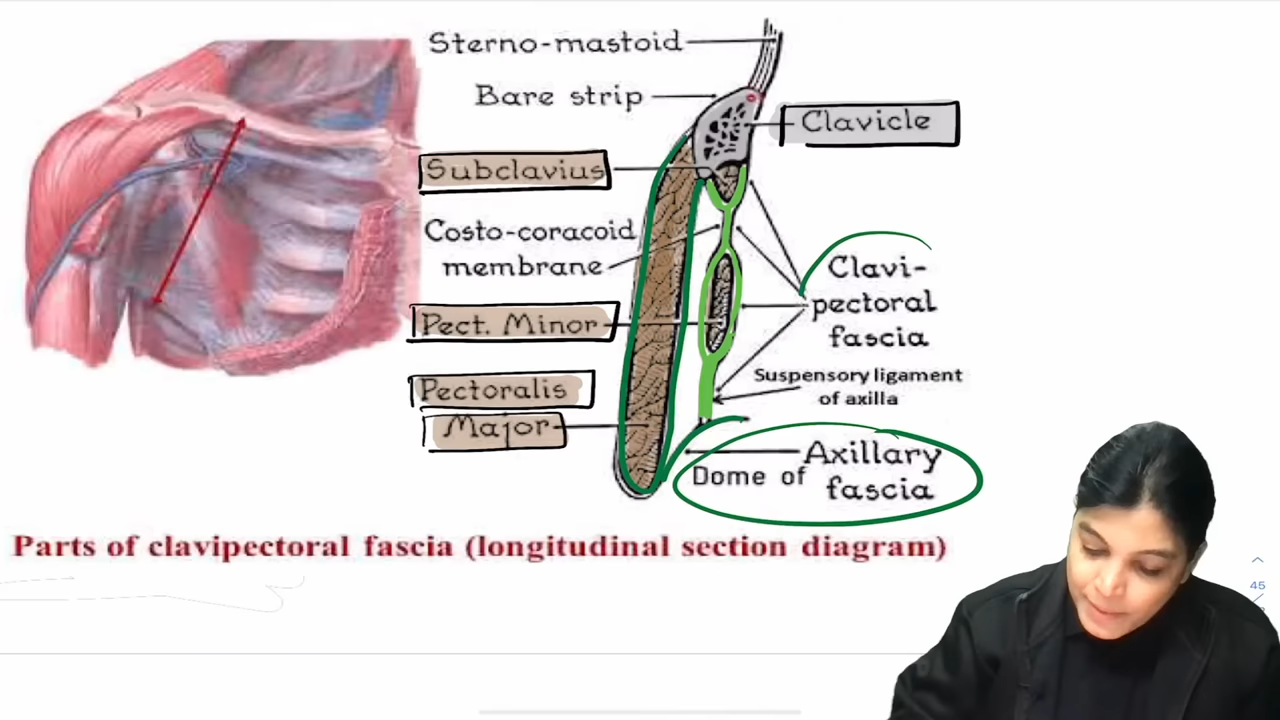 Sterno-mastoid
Bare strip
Clavicle
Subclavius
Costo-coracoid
membrane
Clavi-
pectoral
fascia
Pect. Minor
Suspensory ligament
of axilla
Pectoralis
Major
Axillary
Dome of fascia
Parts of clavipectoral fascia (longitudinal section diagram)
45